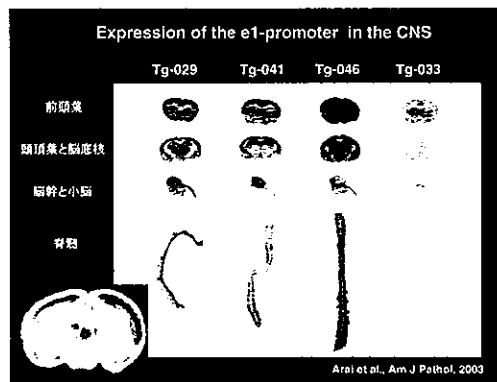 Expression of the e1-promoter in the CNS
Tg-029 Tg-041 Tg-046 Tg-033
前頭葉
頭頂葉と脳底核
脳幹と小脳
脊髄
Arai et al., Am J Pathol, 2003